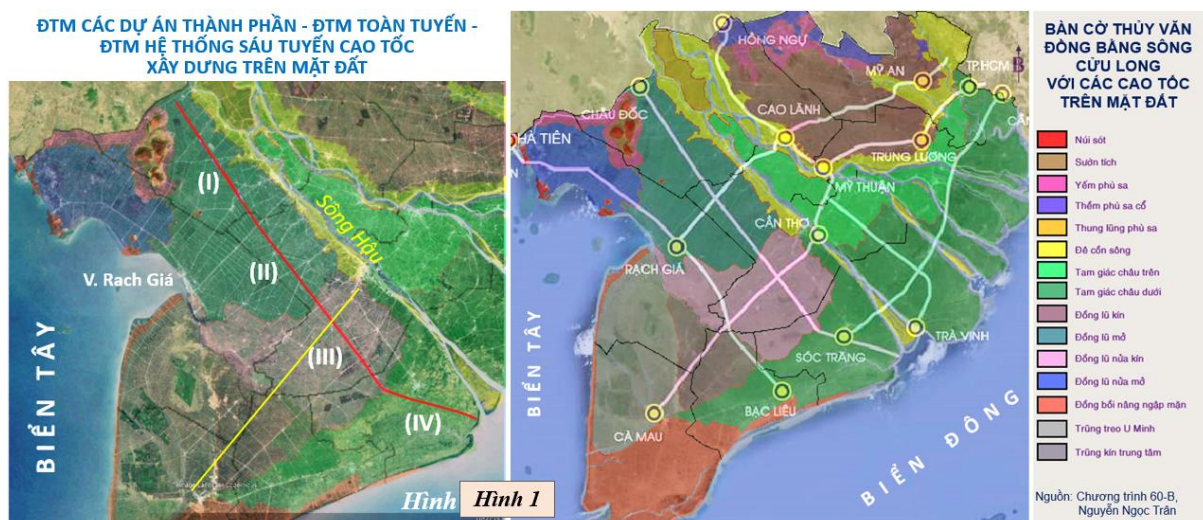 ĐTM CÁC DỰ ÁN THÀNH PHẦN - ĐTM TOÀN TUYẾN -
ĐTM HỆ THỐNG SÁU TUYẾN CAO TỐC
XÂY DƯNG TRÊN MẶT ĐẤT
(I)
(II)
(III)
(IV)
Sông Hậu
V. Rach Giá
BIỂN TÂY
Hình
Hình 1
HỒNG NGỰ
MỸ AN
TP.HCM
CHÂU ĐỐC
CAO LÃNH
HÀ TIÊN
TRUNG LƯƠNG
MỸ THUẬN
CẦN THƠ
RẠCH GIÁ
TRÀ VINH
SÓC TRĂNG
BẠC LIÊU
CÀ MAU
BIỂN TÂY
BIỂN ĐÔNG
BÀN CỜ THỦY VĂN
ĐỒNG BẰNG SÔNG
CỬU LONG
VỚI CÁC CAO TỐC
TRÊN MẶT ĐẤT
Núi sót
Sườn tích
Yếm phù sa
Thềm phù sa cổ
Thung lũng phù sa
Đê cồn sông
Tam giác châu trên
Tam giác châu dưới
Đồng lũ kín
Đồng lũ mở
Đồng lũ nửa kín
Đồng lũ nửa mở
Đồng bồi nâng ngập mặn
Trũng treo U Minh
Trũng kín trung tâm
Nguồn: Chương trình 60-B,
Nguyễn Ngọc Trân